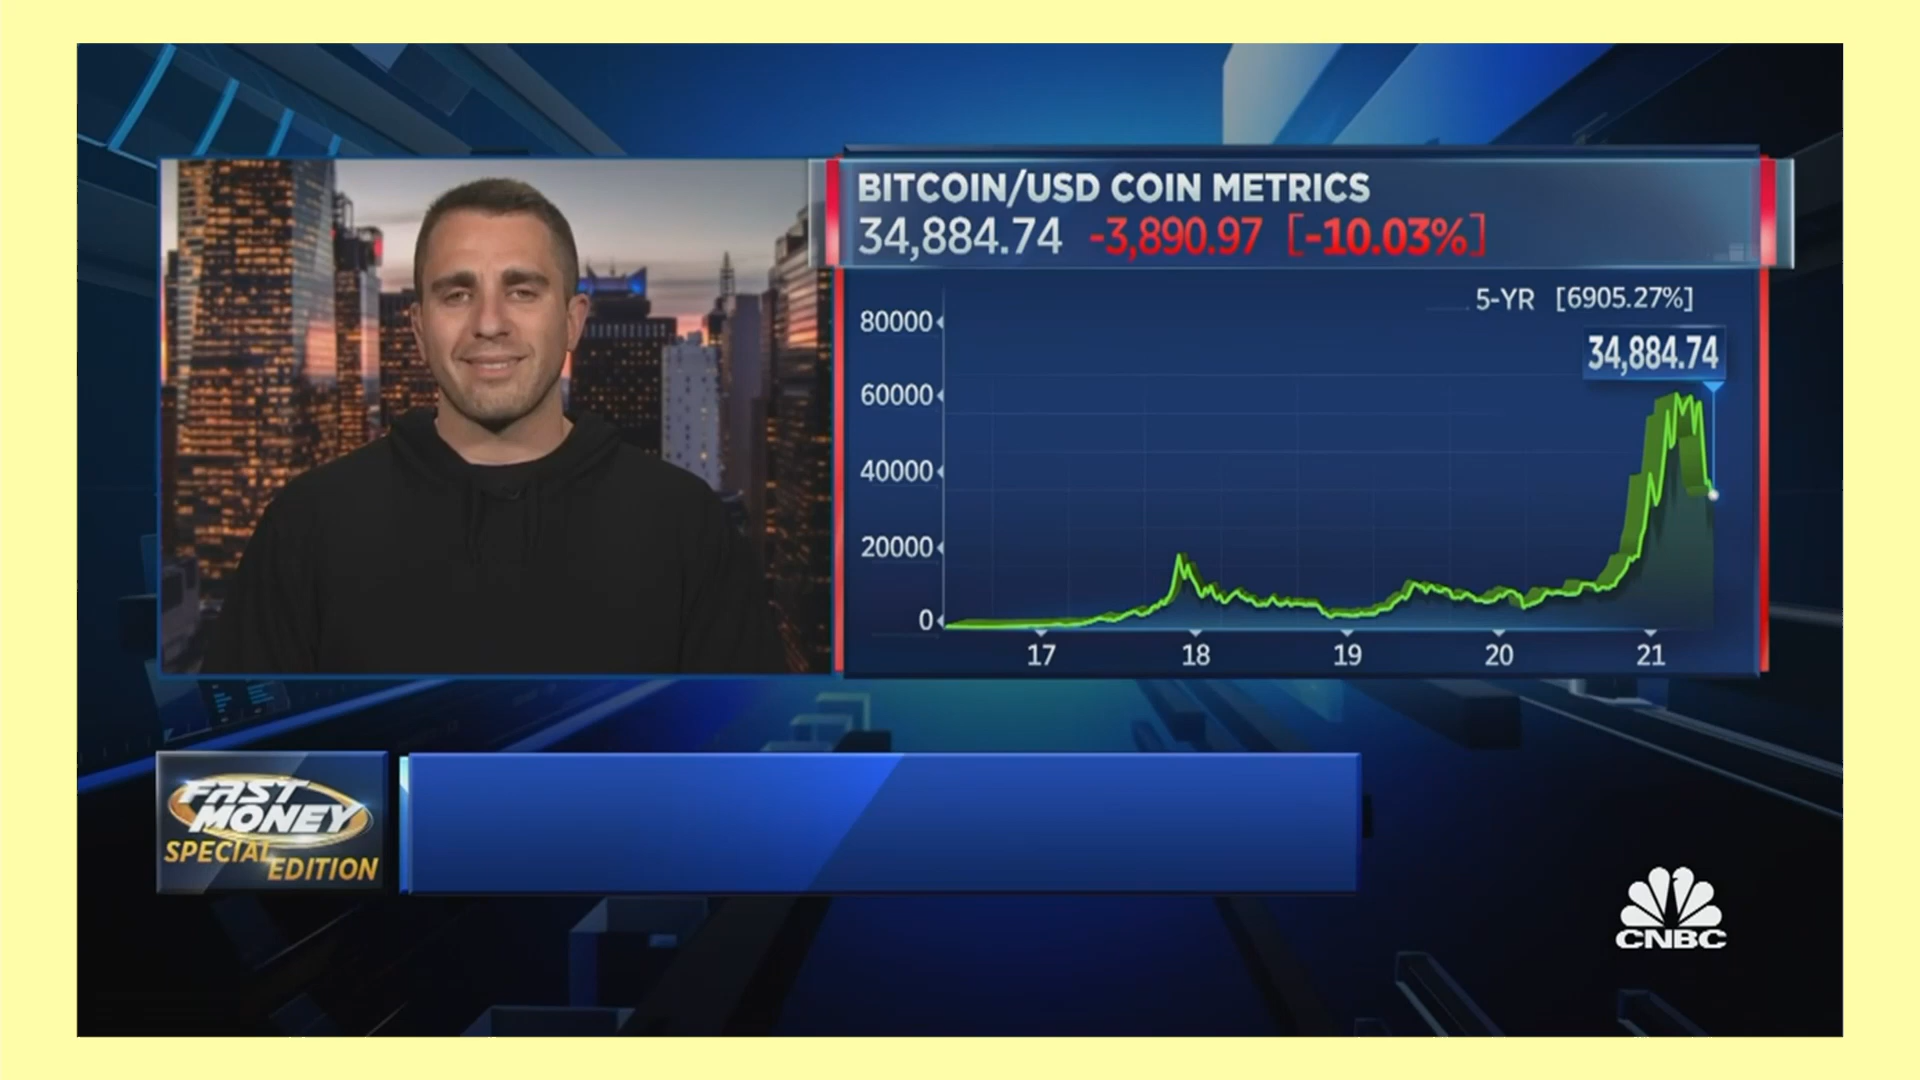 BITCOIN/USD COIN METRICS
34,884.74 -3,890.97 [-10.03%]
5-YR [6905.27%]
34,884.74
80000
60000
40000
20000
0
17 18 19 20 21
FAST
MONEY
SPECIAL
EDITION
CNBC